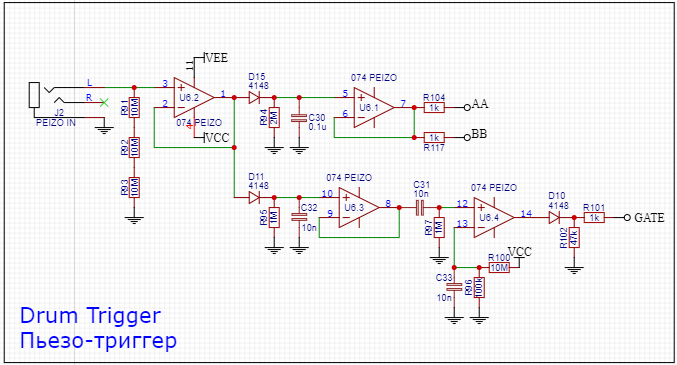 VEE
11
D15
4148
074 PEIZO
L
3
1
5
7
R104
1k
AA
R
U6.2
2
R91
10M
R94
2M
C30
0.1u
U6.1
6
J2
PEIZO IN
074 PEIZO
4
VCC
1k
R117
BB
R92
10M
D11
4148
074 PEIZO
C31
10n
074 PEIZO
R93
10M
R95
1M
C32
10n
10
9
U6.3
8
R97
1M
12
13
U6.4
14
D10
4148
R101
1k
GATE
R102
47k
VCC
R100
10M
C33
10n
R96
100k
Drum Trigger
Пьезо-триггер